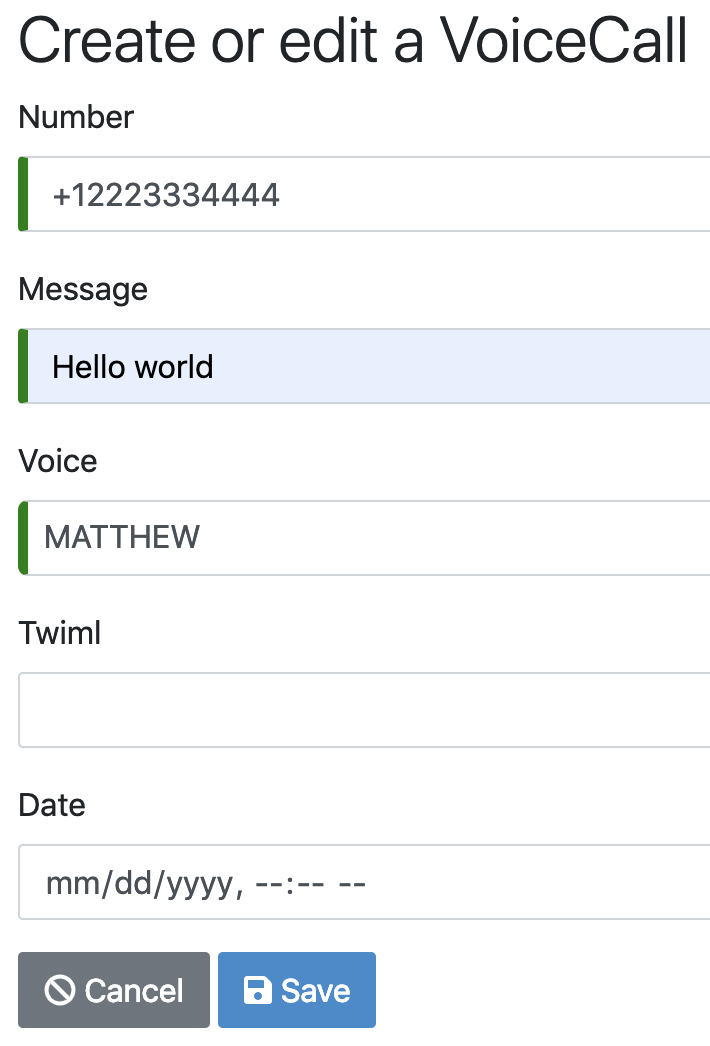 Create or edit a VoiceCall
Number
+12223334444
Message
Hello world
Voice
MATTHEW
Twiml
Date
mm/dd/yyyy, --:-- --
Cancel Save